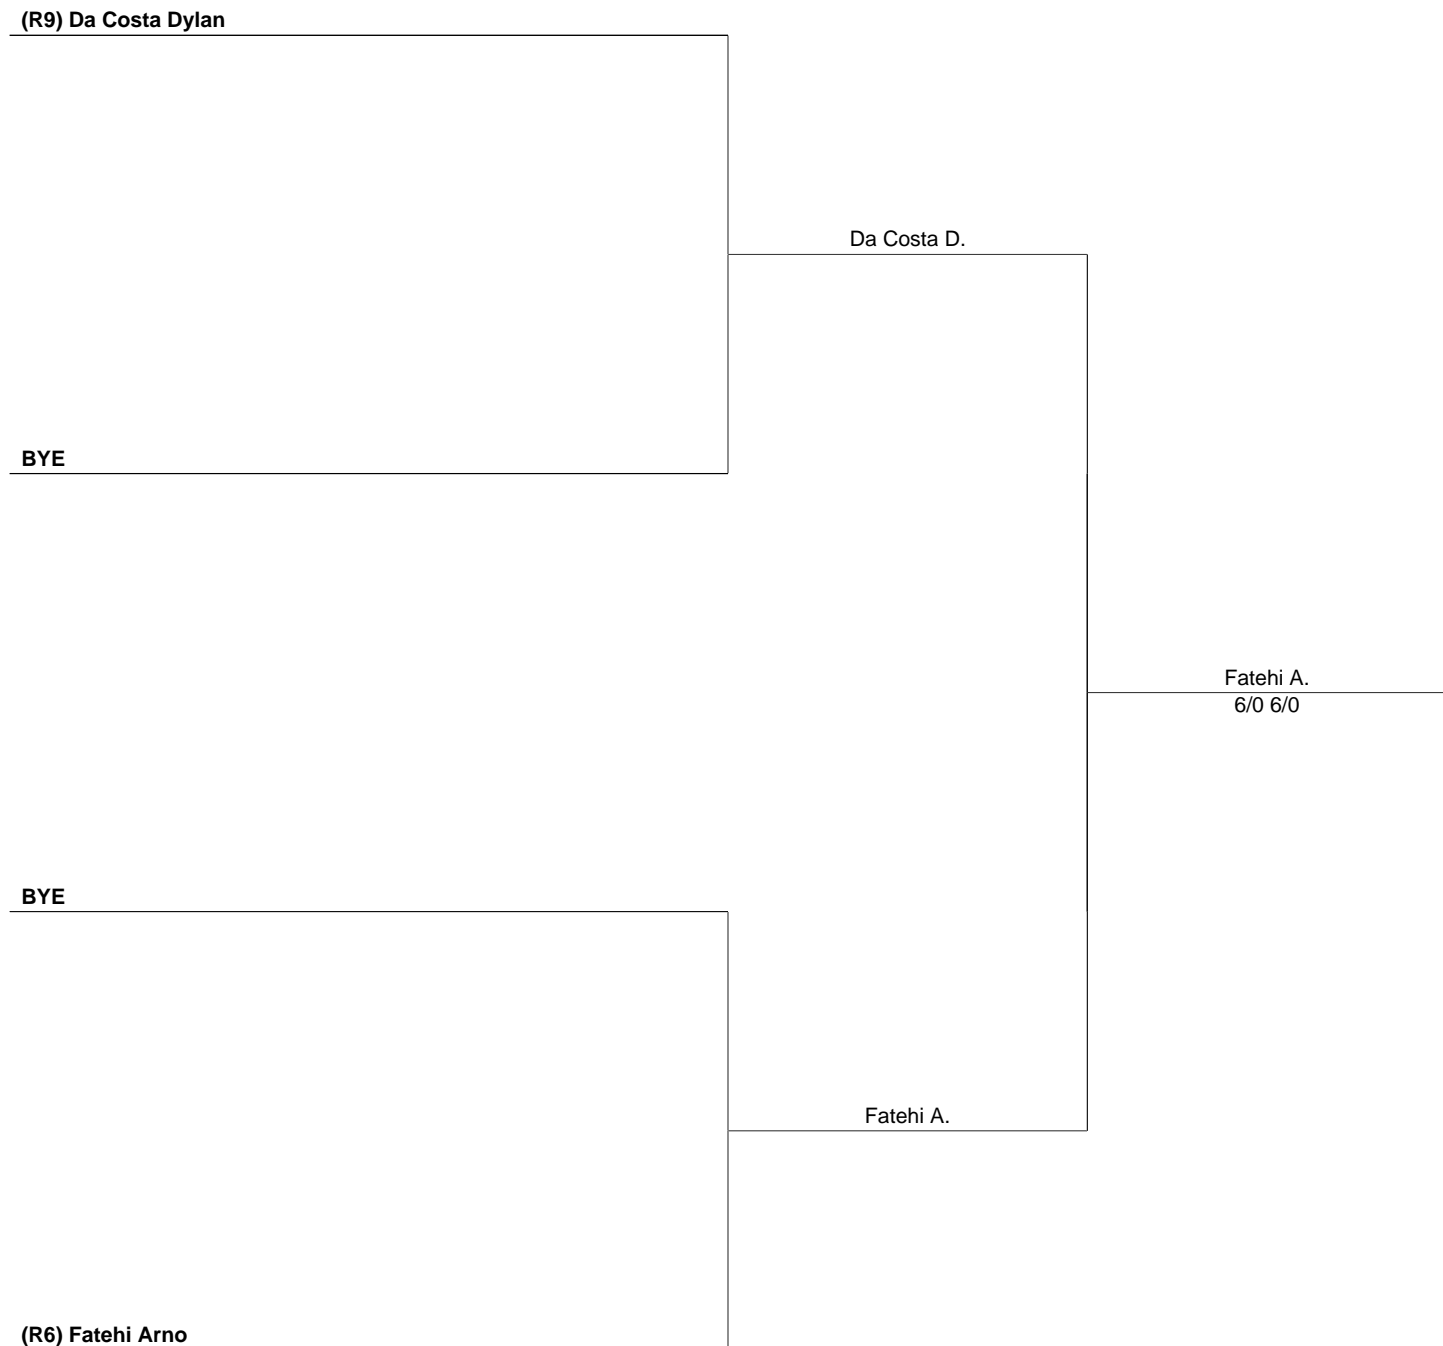 (R9) Da Costa Dylan
Da Costa D.
BYE
Fatehi A.
6/0 6/0
BYE
Fatehi A.
(R6) Fatehi Arno